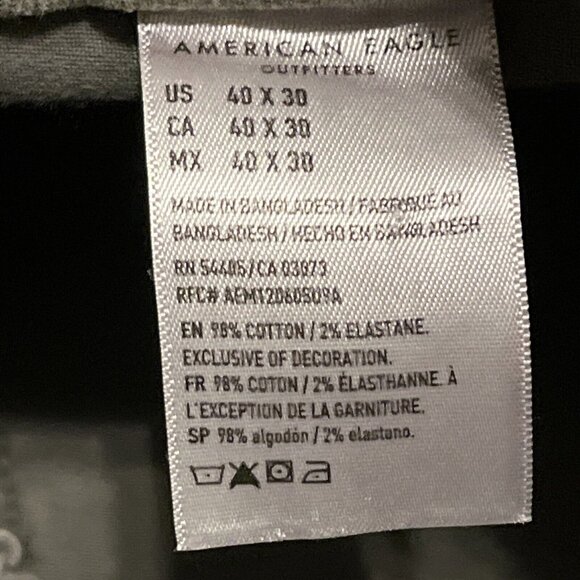 AMERICAN EAGLE
OUTFITTERS
US 40 X 30
CA 40 X 30
MX 40 X 30
MADE IN BANGLADESH / FABRIQUÉ AU
BANGLADESH / HECHO EN BANGLADESH
RN 54485/CA 03073
RFC# AEM120605U9A
EN 98% COTTON / 2% ELASTANE.
EXCLUSIVE OF DECORATION.
FR 98% COTON / 2% ÉLASTHANNE. À
L'EXCEPTION DE LA GARNITURE.
SP 98% algodón / 2% elastano.